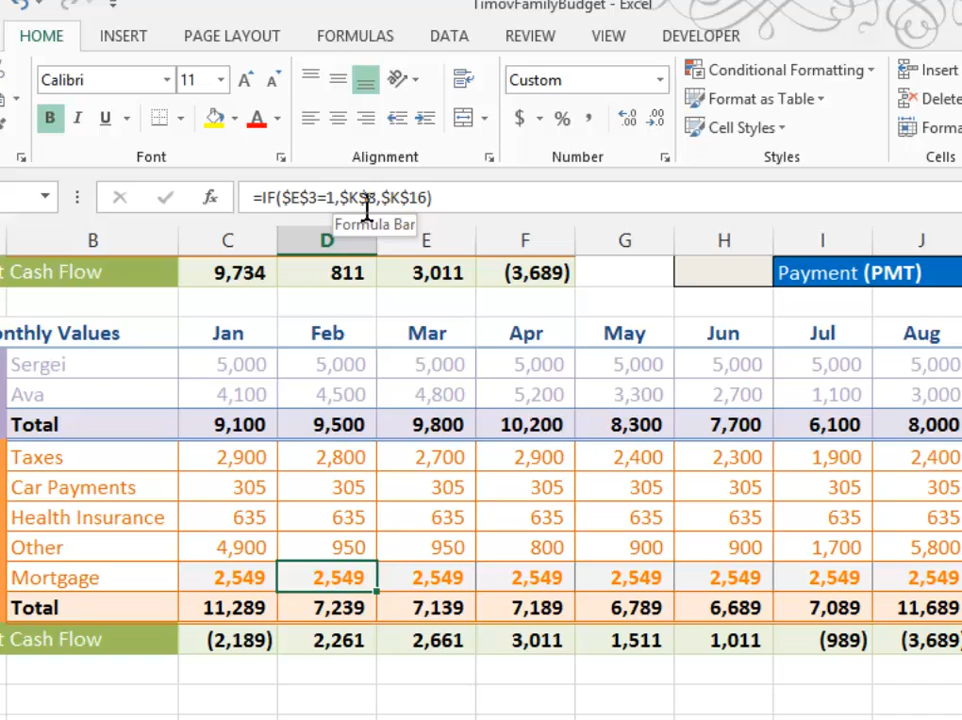 TimovFamilyBudget - Excel
HOME INSERT PAGE LAYOUT FORMULAS DATA REVIEW VIEW DEVELOPER
Calibri 11 A A Custom Conditional Formatting Insert
Format as Table Delete
B I U A $ % , .00 .0 .00 Cell Styles Forma
Font Alignment Number Styles Cells
fx =IF($E$3=1,$K$8,$K$16)
Formula Bar
B C D E F G H I J
t Cash Flow 9,734 811 3,011 (3,689) Payment (PMT)
onthly Values Jan Feb Mar Apr May Jun Jul Aug
Sergei 5,000 5,000 5,000 5,000 5,000 5,000 5,000 5,000
Ava 4,100 4,500 4,800 5,200 3,300 2,700 1,100 3,000
Total 9,100 9,500 9,800 10,200 8,300 7,700 6,100 8,000
Taxes 2,900 2,800 2,700 2,900 2,400 2,300 1,900 2,400
Car Payments 305 305 305 305 305 305 305 305
Health Insurance 635 635 635 635 635 635 635 635
Other 4,900 950 950 800 900 900 1,700 5,800
Mortgage 2,549 2,549 2,549 2,549 2,549 2,549 2,549 2,549
Total 11,289 7,239 7,139 7,189 6,789 6,689 7,089 11,689
t Cash Flow (2,189) 2,261 2,661 3,011 1,511 1,011 (989) (3,689)